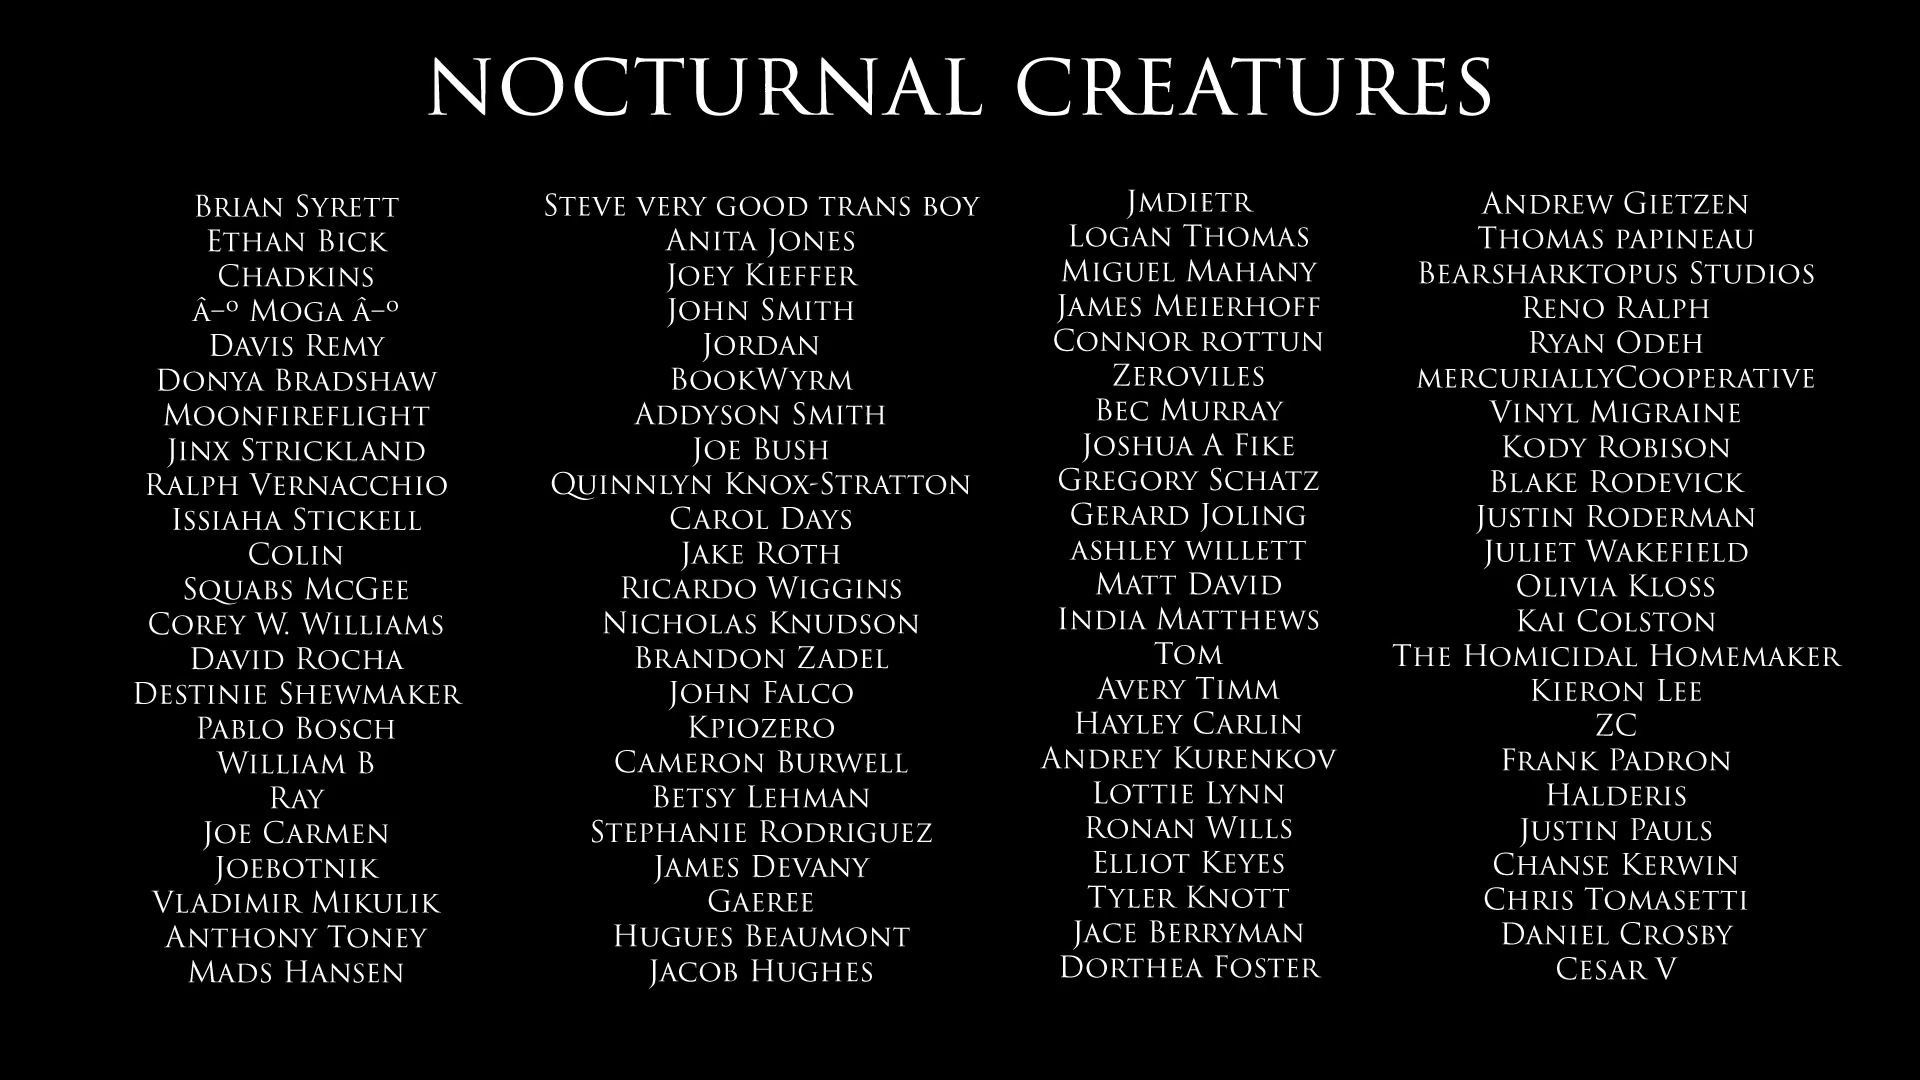 NOCTURNAL CREATURES
Brian Syrett
Ethan Bick
Chadkins
Â–º Moga Â–º
Davis Remy
Donya Bradshaw
Moonfireflight
Jinx Strickland
Ralph Vernacchio
Issiaha Stickell
Colin
Squabs McGee
Corey W. Williams
David Rocha
Destinie Shewmaker
Pablo Bosch
William B
Ray
Joe Carmen
Joebotnik
Vladimir Mikulik
Anthony Toney
Mads Hansen
Steve very good trans boy
Anita Jones
Joey Kieffer
John Smith
Jordan
BookWyrm
Addyson Smith
Joe Bush
Quinnlyn Knox-Stratton
Carol Days
Jake Roth
Ricardo Wiggins
Nicholas Knudson
Brandon Zadel
John Falco
Kpiozero
Cameron Burwell
Betsy Lehman
Stephanie Rodriguez
James Devany
Gaeree
Hugues Beaumont
Jacob Hughes
Jmdietr
Logan Thomas
Miguel Mahany
James Meierhoff
Connor rottun
Zeroviles
Bec Murray
Joshua A Fike
Gregory Schatz
Gerard Joling
ashley willett
Matt David
India Matthews
Tom
Avery Timm
Hayley Carlin
Andrey Kurenkov
Lottie Lynn
Ronan Wills
Elliot Keyes
Tyler Knott
Jace Berryman
Dorthea Foster
Andrew Gietzen
Thomas papineau
Bearsharktopus Studios
Reno Ralph
Ryan Odeh
mercuriallyCooperative
Vinyl Migraine
Kody Robison
Blake Rodevick
Justin Roderman
Juliet Wakefield
Olivia Kloss
Kai Colston
The Homicidal Homemaker
Kieron Lee
ZC
Frank Padron
Halderis
Justin Pauls
Chanse Kerwin
Chris Tomasetti
Daniel Crosby
Cesar V